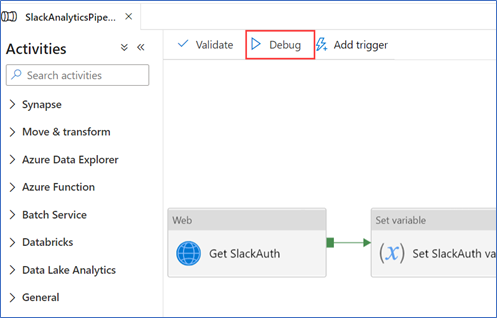 SlackAnalyticsPipe...
Activities
Search activities
Synapse
Move & transform
Azure Data Explorer
Azure Function
Batch Service
Databricks
Data Lake Analytics
General
Validate Debug Add trigger
Web
Get SlackAuth
Set variable
(x) Set SlackAuth va